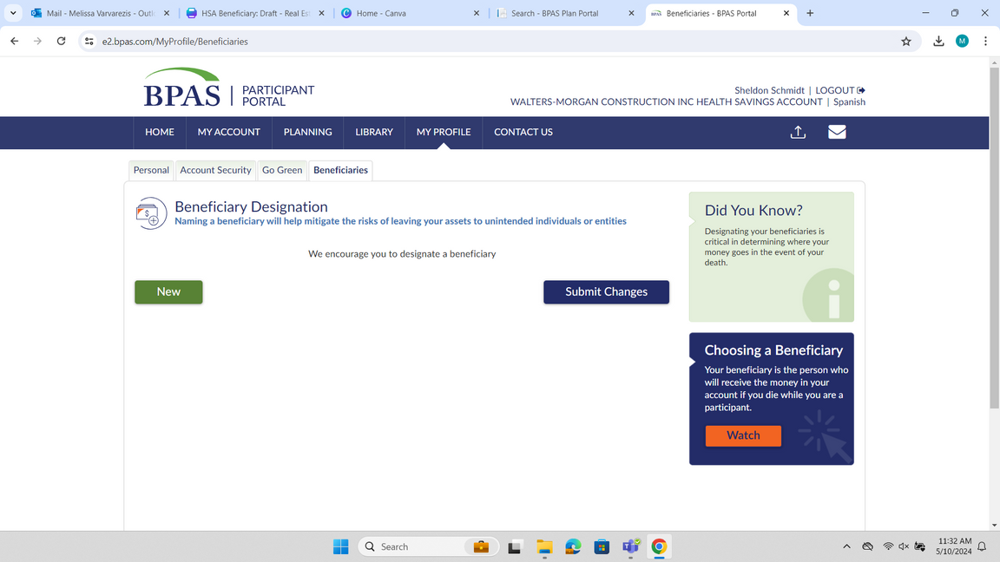 Mail - Melissa Varvarezis - Outl
HSA Beneficiary: Draft - Real Est
Home - Canva
Search - BPAS Plan Portal
Beneficiaries - BPAS Portal
e2.bpas.com/MyProfile/Beneficiaries
M
BPAS | PARTICIPANT
PORTAL
Sheldon Schmidt | LOGOUT
WALTERS-MORGAN CONSTRUCTION INC HEALTH SAVINGS ACCOUNT | Spanish
HOME
MY ACCOUNT
PLANNING
LIBRARY
MY PROFILE
CONTACT US
Personal
Account Security
Go Green
Beneficiaries
Beneficiary Designation
Naming a beneficiary will help mitigate the risks of leaving your assets to unintended individuals or entities
We encourage you to designate a beneficiary
New
Submit Changes
Did You Know?
Designating your beneficiaries is
critical in determining where your
money goes in the event of your
death.
Choosing a Beneficiary
Your beneficiary is the person who
will receive the money in your
account if you die while you are a
participant.
Watch
Search
11:32 AM
5/10/2024